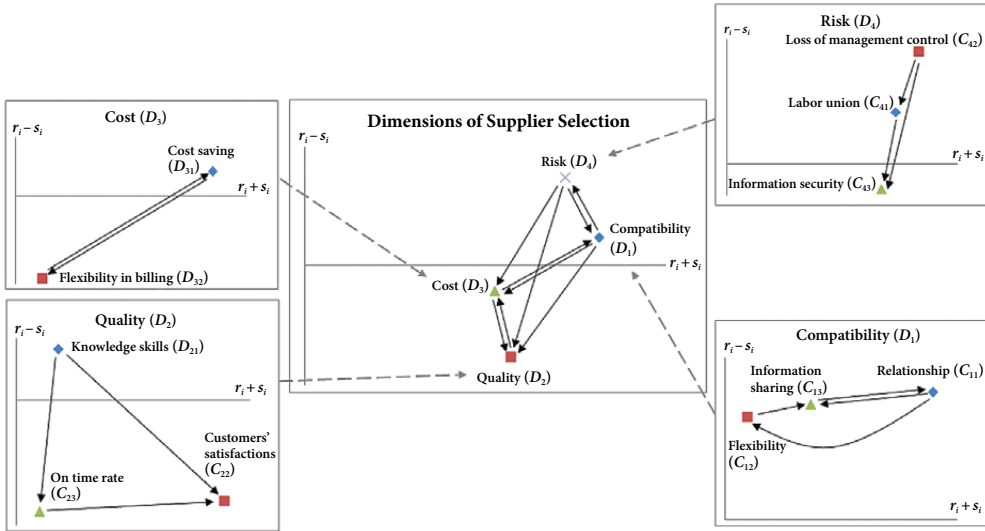 Cost (D₃)
rᵢ – sᵢ
Cost saving
(D₃₁)
rᵢ + sᵢ
Flexibility in billing (D₃₂)
Quality (D₂)
rᵢ – sᵢ
Knowledge skills (D₂₁)
rᵢ + sᵢ
Customers'
satisfactions
(C₂₂)
On time rate
(C₂₃)
Dimensions of Supplier Selection
rᵢ – sᵢ
Risk (D₄)
Compatibility
(D₁)
rᵢ + sᵢ
Cost (D₃)
Quality (D₂)
Risk (D₄)
rᵢ – sᵢ
Loss of management control (C₄₂)
Labor union (C₄₁)
rᵢ + sᵢ
Information security (C₄₃)
Compatibility (D₁)
rᵢ – sᵢ
Information
sharing (C₁₃)
Relationship (C₁₁)
Flexibility
(C₁₂)
rᵢ + sᵢ